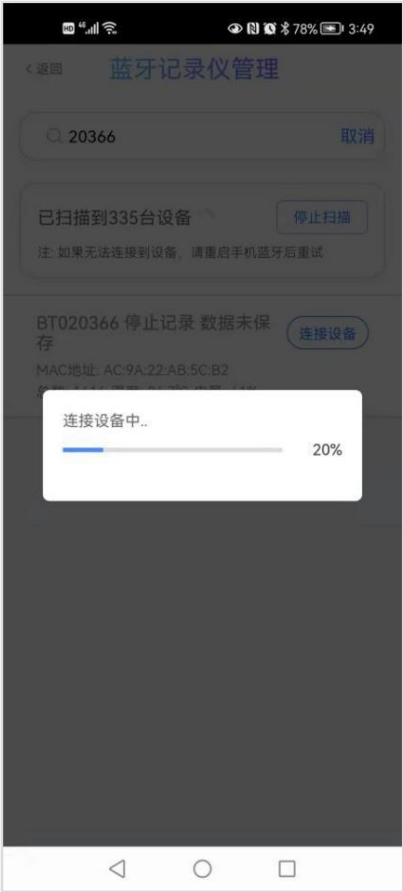 HD 4G 78% 3:49
返回 蓝牙记录仪管理
20366 取消
已扫描到335台设备 停止扫描
注: 如果无法连接到设备，请重启手机蓝牙后重试
BT020366 停止记录 数据未保
存
连接设备
MAC地址: AC:9A:22:AB:5C:B2
连接设备中..
20%